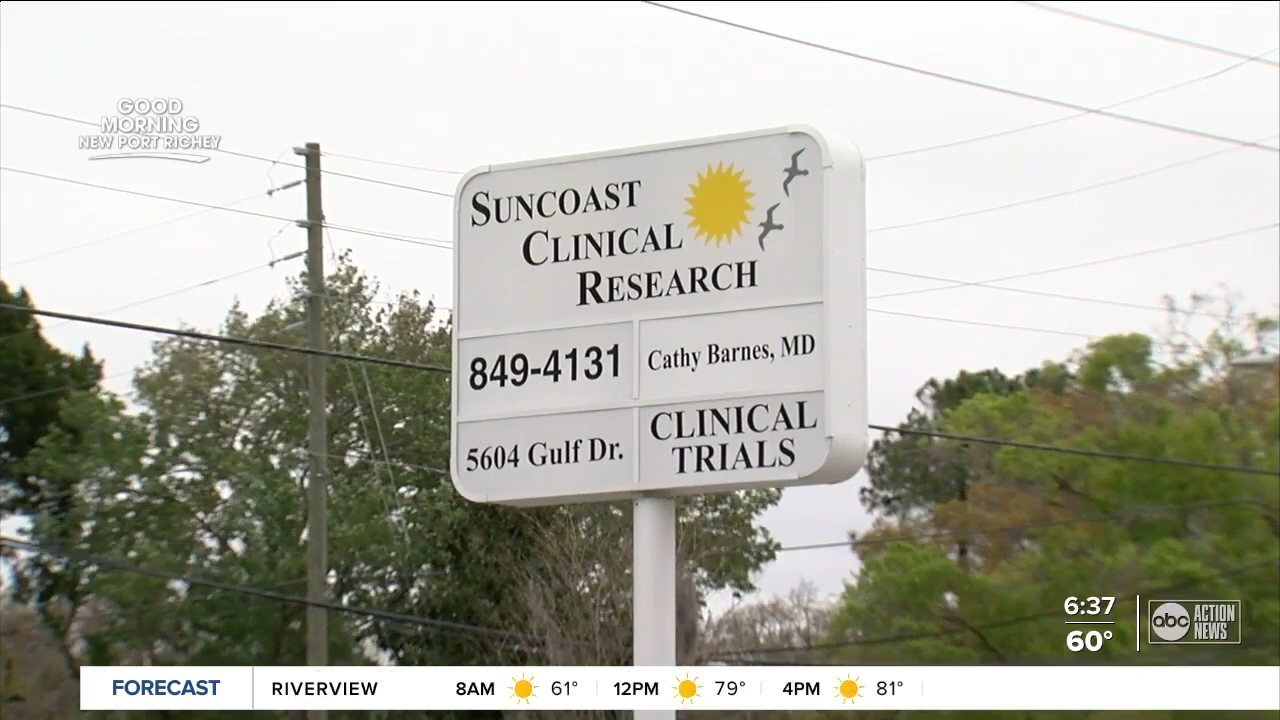 GOOD
MORNING
NEW PORT RICHEY
SUNCOAST
CLINICAL
RESEARCH
849-4131
Cathy Barnes, MD
5604 Gulf Dr.
CLINICAL
TRIALS
6:37
60°
abc ACTION
NEWS
FORECAST RIVERVIEW 8AM 61° 12PM 79° 4PM 81°